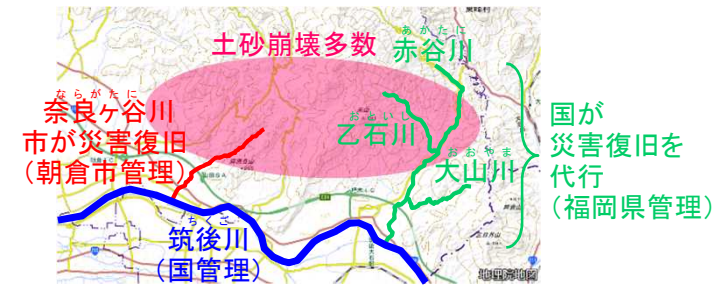 土砂崩壊多数
あかたに
赤谷川
ならがたに
奈良ヶ谷川
市が災害復旧
(朝倉市管理)
おといし
乙石川
おおやま
大山川
国が
災害復旧を
代行
(福岡県管理)
ちくご
筑後川
(国管理)
地理院地図